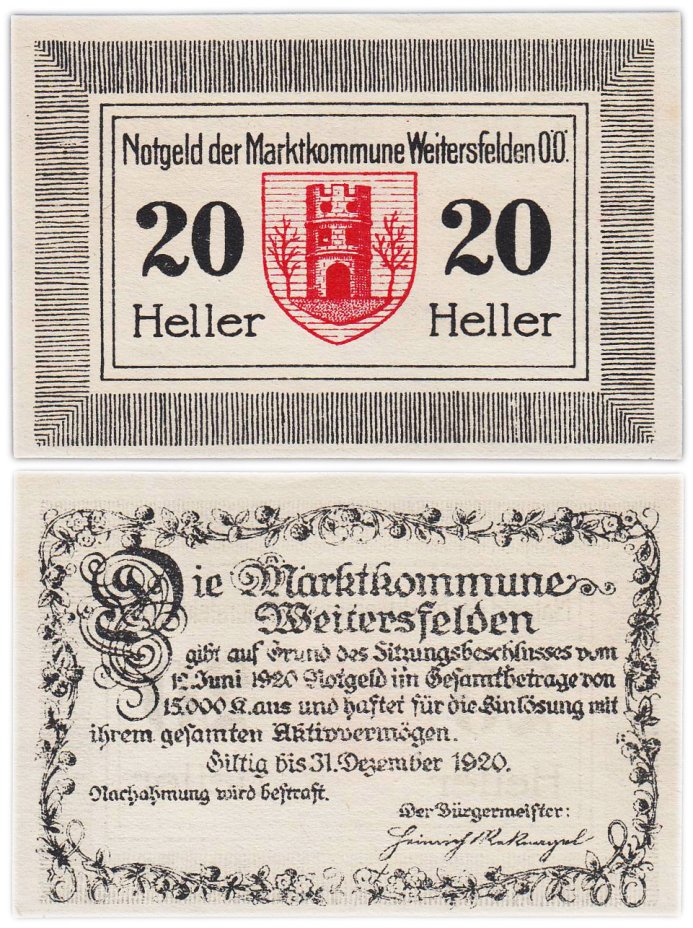 Notgeld der Marktkommune Weitersfelden O.Ö.
20 20
Heller Heller
Die Marktkommune
Weitersfelden
gibt auf Grund des Sitzungsbeschlusses vom
12. Juni 1920 Notgeld im Gesamtbetrage von
15.000 K. aus und haftet für die Einlösung mit
ihrem gesamten Aktivvermögen.
Giltig bis 31. Dezember 1920.
Nachahmung wird bestraft.
Der Bürgermeister:
Heinrich